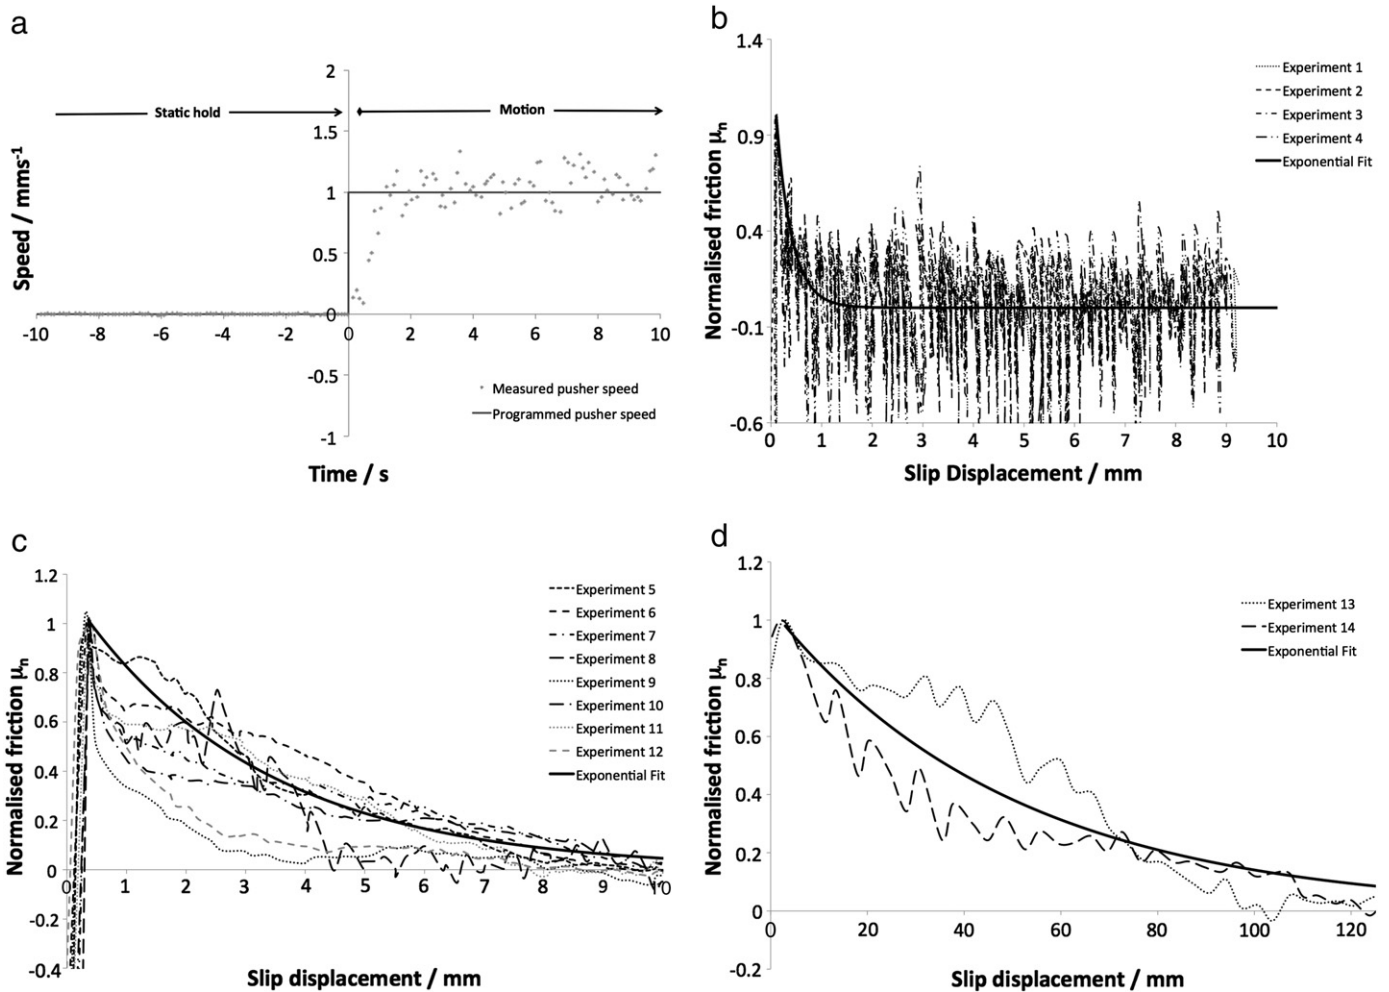 a
2
Static hold
Motion
1.5
1
0.5
0
-10 -8 -6 -4 -2 0 2 4 6 8 10
-0.5
-1
Measured pusher speed
Programmed pusher speed
Speed / mms-1
Time / s
b
1.4
0.9
0.4
-0.1
-0.6
0 1 2 3 4 5 6 7 8 9 10
Experiment 1
Experiment 2
Experiment 3
Experiment 4
Exponential Fit
Normalised friction μn
Slip Displacement / mm
c
1.2
1
0.8
0.6
0.4
0.2
0
-0.2
-0.4
0 1 2 3 4 5 6 7 8 9 10
Experiment 5
Experiment 6
Experiment 7
Experiment 8
Experiment 9
Experiment 10
Experiment 11
Experiment 12
Exponential Fit
Normalised friction μn
Slip displacement / mm
d
1.2
1
0.8
0.6
0.4
0.2
0
-0.2
0 20 40 60 80 100 120
Experiment 13
Experiment 14
Exponential Fit
Normalised friction μn
Slip displacement / mm